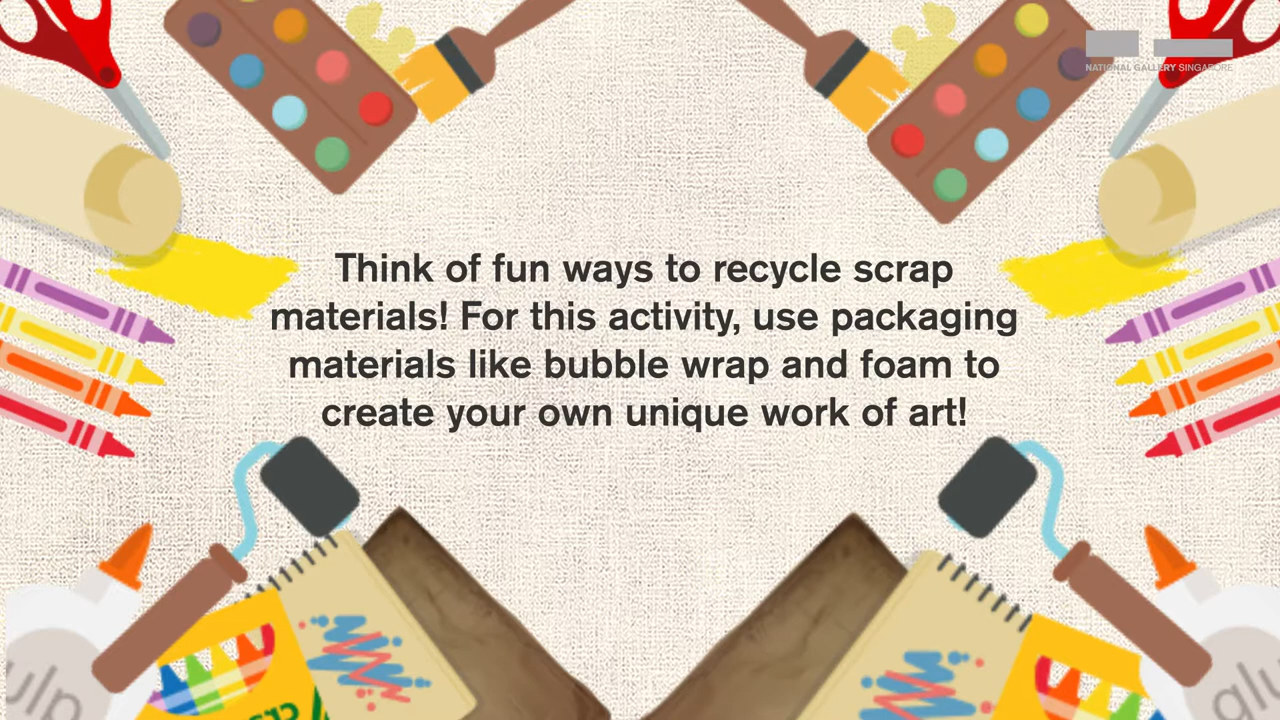 NATIONAL GALLERY SINGAPORE
Think of fun ways to recycle scrap
materials! For this activity, use packaging
materials like bubble wrap and foam to
create your own unique work of art!
glu